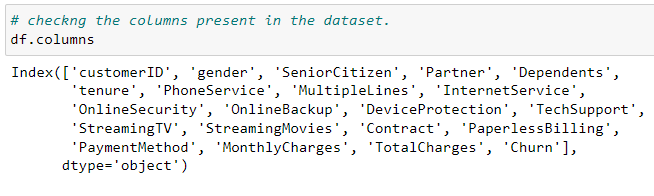 # checkng the columns present in the dataset.
df.columns
Index(['customerID', 'gender', 'SeniorCitizen', 'Partner', 'Dependents',
'tenure', 'PhoneService', 'MultipleLines', 'InternetService',
'OnlineSecurity', 'OnlineBackup', 'DeviceProtection', 'TechSupport',
'StreamingTV', 'StreamingMovies', 'Contract', 'PaperlessBilling',
'PaymentMethod', 'MonthlyCharges', 'TotalCharges', 'Churn'],
dtype='object')